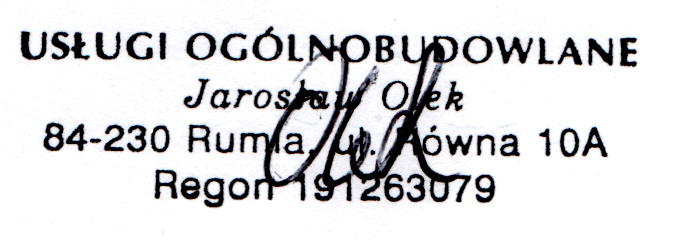 USŁUGI OGÓLNOBUDOWLANE
Jarosław Olek
84-230 Rumia, ul. Równa 10A
Regon 191263079